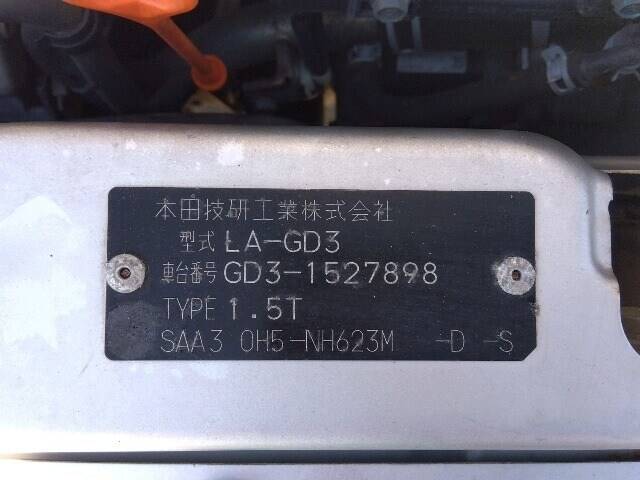 本田技研工業株式会社
型式 LA-GD3
車台番号 GD3-1527898
TYPE 1.5T
SAA3 0H5-NH623M -D -S